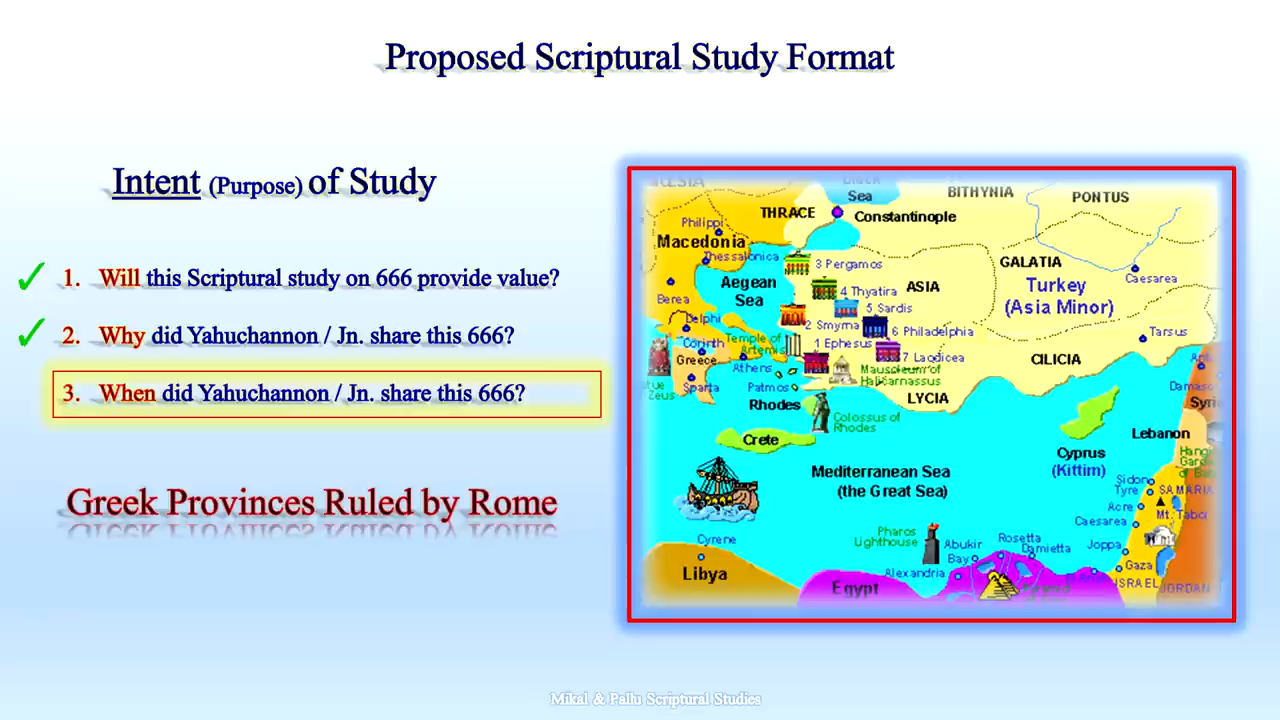 Proposed Scriptural Study Format
Intent (Purpose) of Study
1. Will this Scriptural study on 666 provide value?
2. Why did Yahuchannon / Jn. share this 666?
3. When did Yahuchannon / Jn. share this 666?
Greek Provinces Ruled by Rome
Black
Sea
BITHYNIA
PONTUS
THRACE
Constantinople
Philippi
Macedonia
Thessalonica
3 Pergamos
GALATIA
Caesarea
Aegean
Sea
4 Thyatira
ASIA
Turkey
(Asia Minor)
Berea
5 Sardis
Delphi
2 Smyrna
6 Philadelphia
Tarsus
Corinth
Temple of
Artemis
1 Ephesus
Greece
7 Laodicea
CILICIA
Athens
Mausoleum of
Halicarnassus
Zeus
Sparta
Patmos
LYCIA
Rhodes
Colossus of
Rhodes
Syria
Crete
Lebanon
Cyprus
(Kittim)
Mediterranean Sea
(the Great Sea)
Sidon
Tyre
SAMARIA
Acre
Mt. Tabor
Caesarea
Pharos
Lighthouse
Cyrene
Abukir
Bay
Rosetta
Damietta
Joppa
Gaza
Libya
Alexandria
Egypt
ISRAEL
JORDAN
Mikal & Pallu Scriptural Studies